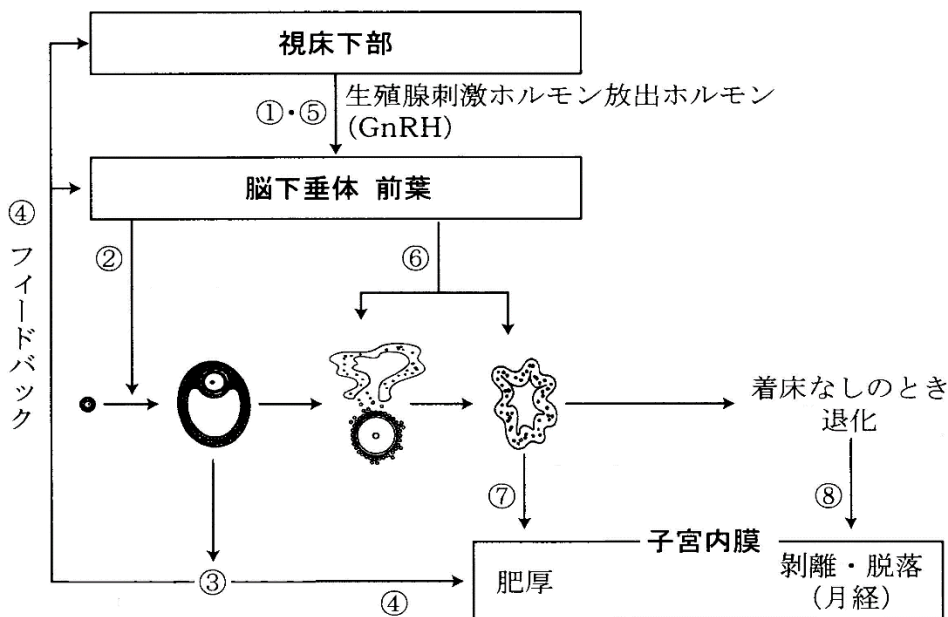 視床下部
①・⑤
生殖腺刺激ホルモン放出ホルモン
(GnRH)
脳下垂体 前葉
④ フィードバック
②
⑥
着床なしのとき
退化
⑦
⑧
子宮内膜
③
④
肥厚
剝離・脱落
(月経)